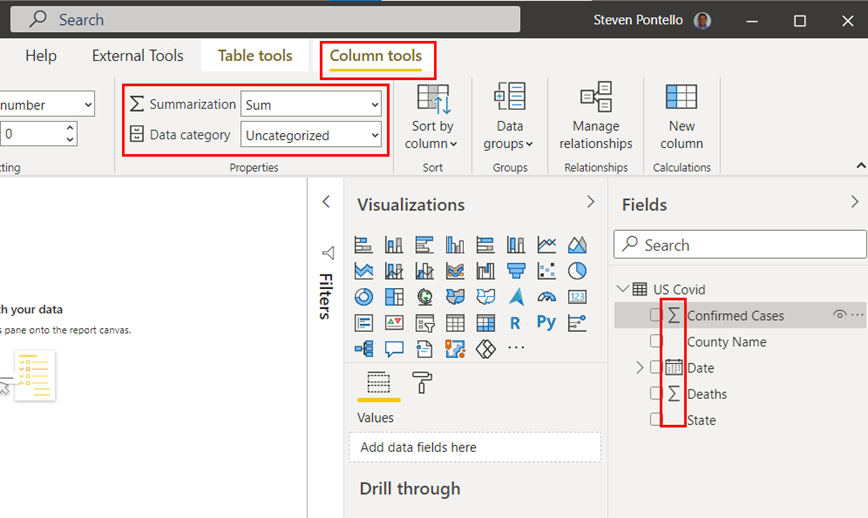 Search
Steven Pontello
Help
External Tools
Table tools
Column tools
number
Summarization
Sum
0
Data category
Uncategorized
Sort by
column
Data
groups
Manage
relationships
New
column
tting
Properties
Sort
Groups
Relationships
Calculations
Filters
Visualizations
123
R
Py
Values
Add data fields here
Drill through
Fields
Search
US Covid
Σ Confirmed Cases
County Name
Date
Σ Deaths
State
h your data
s pane onto the report canvas.